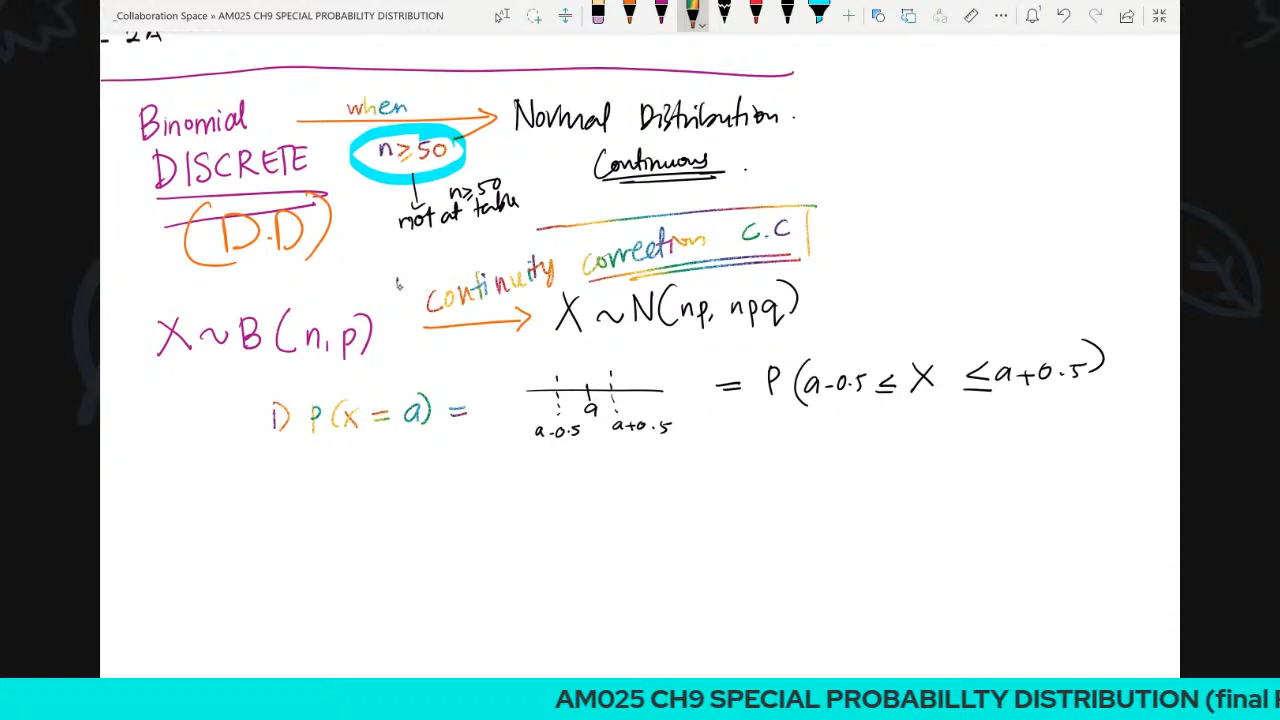 _Collaboration Space » AM025 CH9 SPECIAL PROBABILITY DISTRIBUTION
Binomial when Normal Distribution.
DISCRETE n ≥ 50 Continuous.
(D.D) n ≥ 50
not at table
continuity correction C.C
X ~ B(n, p) X ~ N(np, npq)
1) P(X = a) = a = P(a-0.5 ≤ X ≤ a+0.5)
a-0.5 a+0.5
AM025 CH9 SPECIAL PROBABILLTY DISTRIBUTION (final